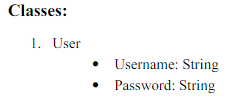 Classes:
1. User
• Username: String
• Password: String